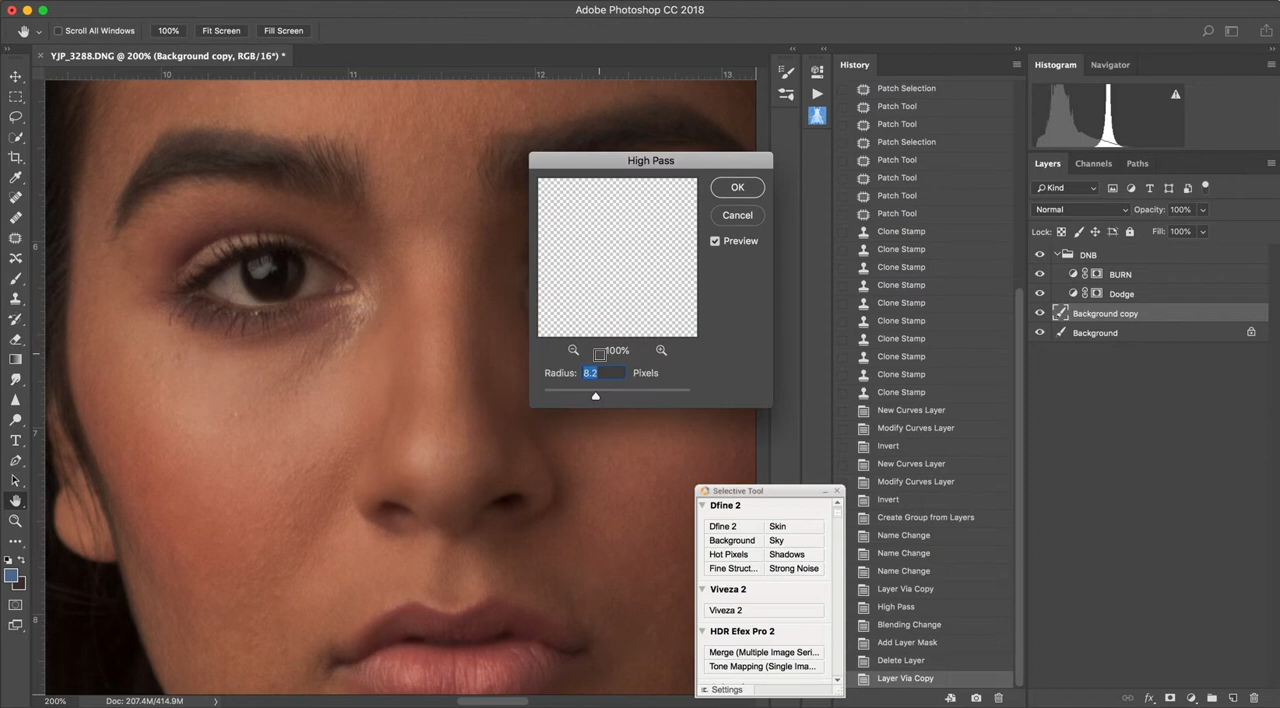 Adobe Photoshop CC 2018
Scroll All Windows 100% Fit Screen Fill Screen
YJP_3288.DNG @ 200% (Background copy, RGB/16*) *
10 11 12 13
6
7
8
High Pass
OK
Cancel
Preview
100%
Radius: 8.2 Pixels
Selective Tool
Dfine 2
Dfine 2 Skin
Background Sky
Hot Pixels Shadows
Fine Struct... Strong Noise
Viveza 2
Viveza 2
HDR Efex Pro 2
Merge (Multiple Image Seri...
Tone Mapping (Single Ima...
Settings
History
Patch Selection
Patch Tool
Patch Tool
Patch Selection
Patch Tool
Patch Tool
Patch Tool
Patch Tool
Clone Stamp
Clone Stamp
Clone Stamp
Clone Stamp
Clone Stamp
Clone Stamp
Clone Stamp
Clone Stamp
Clone Stamp
Clone Stamp
New Curves Layer
Modify Curves Layer
Invert
New Curves Layer
Modify Curves Layer
Invert
Create Group from Layers
Name Change
Name Change
Name Change
Layer Via Copy
High Pass
Blending Change
Add Layer Mask
Delete Layer
Layer Via Copy
Histogram Navigator
Layers Channels Paths
Kind
Normal Opacity: 100%
Lock: Fill: 100%
DNB
BURN
Dodge
Background copy
Background
200% Doc: 207.4M/414.9M